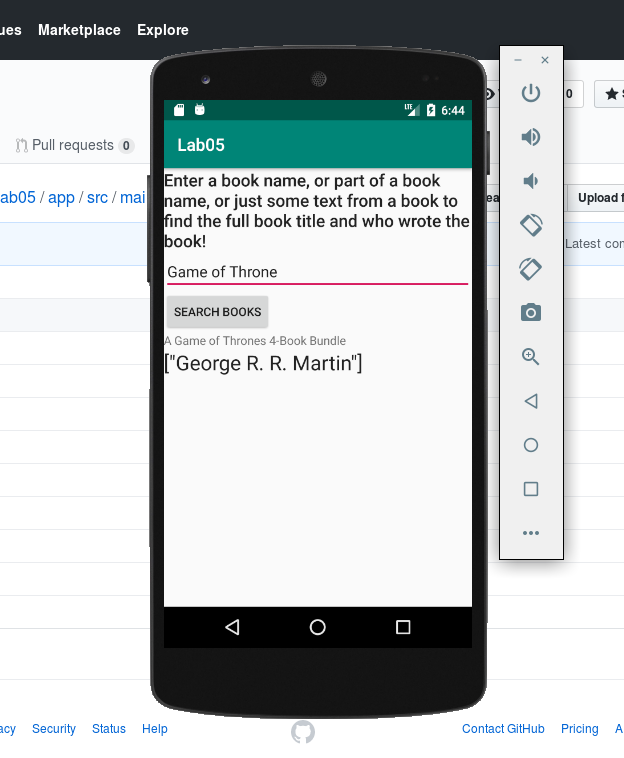 ues Marketplace Explore
0
Pull requests 0
ab05 / app / src / mai
Upload f
Latest com
LTE 6:44
Lab05
Enter a book name, or part of a book
name, or just some text from a book to
find the full book title and who wrote the
book!
Game of Throne
SEARCH BOOKS
A Game of Thrones 4-Book Bundle
["George R. R. Martin"]
acy Security Status Help
Contact GitHub Pricing A